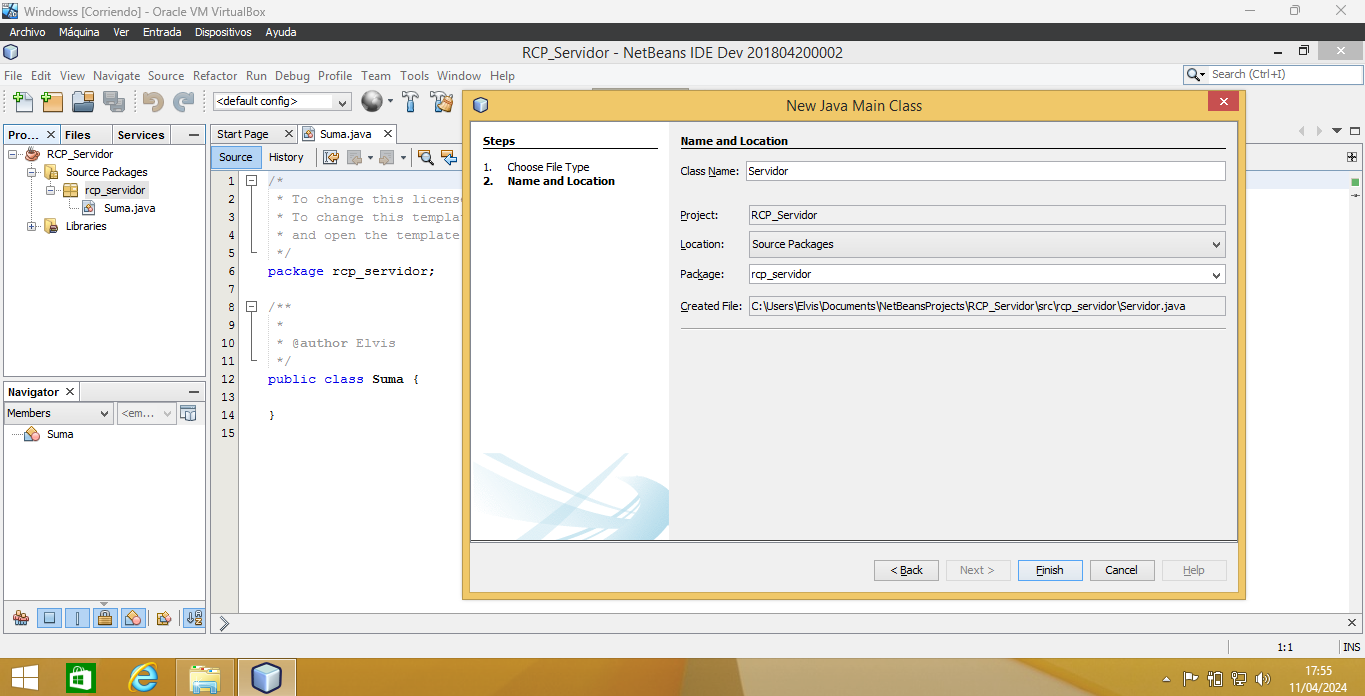 Windowss [Corriendo] - Oracle VM VirtualBox
Archivo Máquina Ver Entrada Dispositivos Ayuda
RCP_Servidor - NetBeans IDE Dev 201804200002
File Edit View Navigate Source Refactor Run Debug Profile Team Tools Window Help
Search (Ctrl+I)
<default config>
Pro... Files Services
RCP_Servidor
Source Packages
rcp_servidor
Suma.java
Libraries
Navigator
Members <em...
Suma
Start Page Suma.java
Source History
1 /*
2 * To change this license
3 * To change this templa
4 * and open the template
5 */
6 package rcp_servidor;
7
8 /**
9 *
10 * @author Elvis
11 */
12 public class Suma {
13
14 }
15
New Java Main Class
Steps
1. Choose File Type
2. Name and Location
Name and Location
Class Name: Servidor
Project: RCP_Servidor
Location: Source Packages
Package: rcp_servidor
Created File: C:\Users\Elvis\Documents\NetBeansProjects\RCP_Servidor\src\rcp_servidor\Servidor.java
< Back Next > Finish Cancel Help
1:1 INS
17:55
11/04/2024